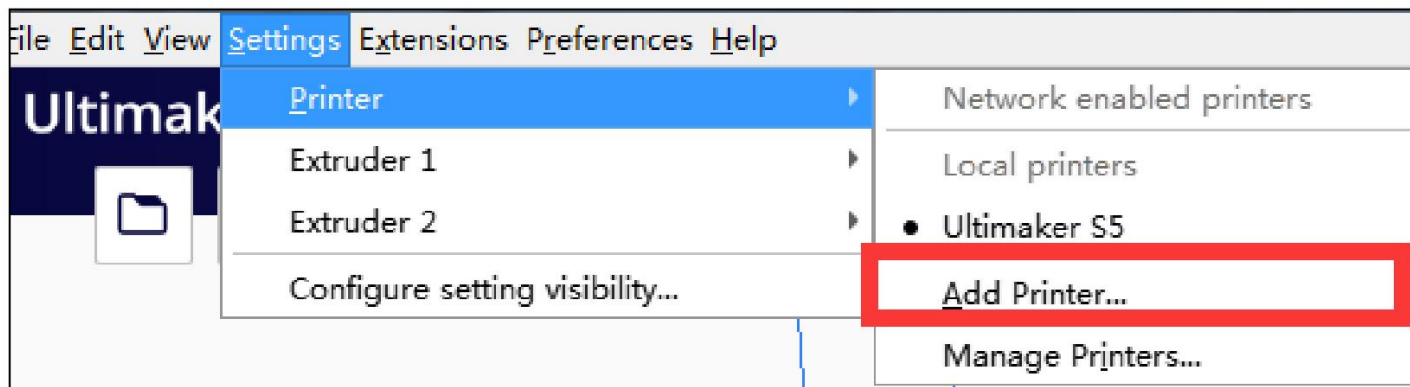 File Edit View Settings Extensions Preferences Help
Ultimak
Printer
Extruder 1
Extruder 2
Configure setting visibility...
Network enabled printers
Local printers
Ultimaker S5
Add Printer...
Manage Printers...